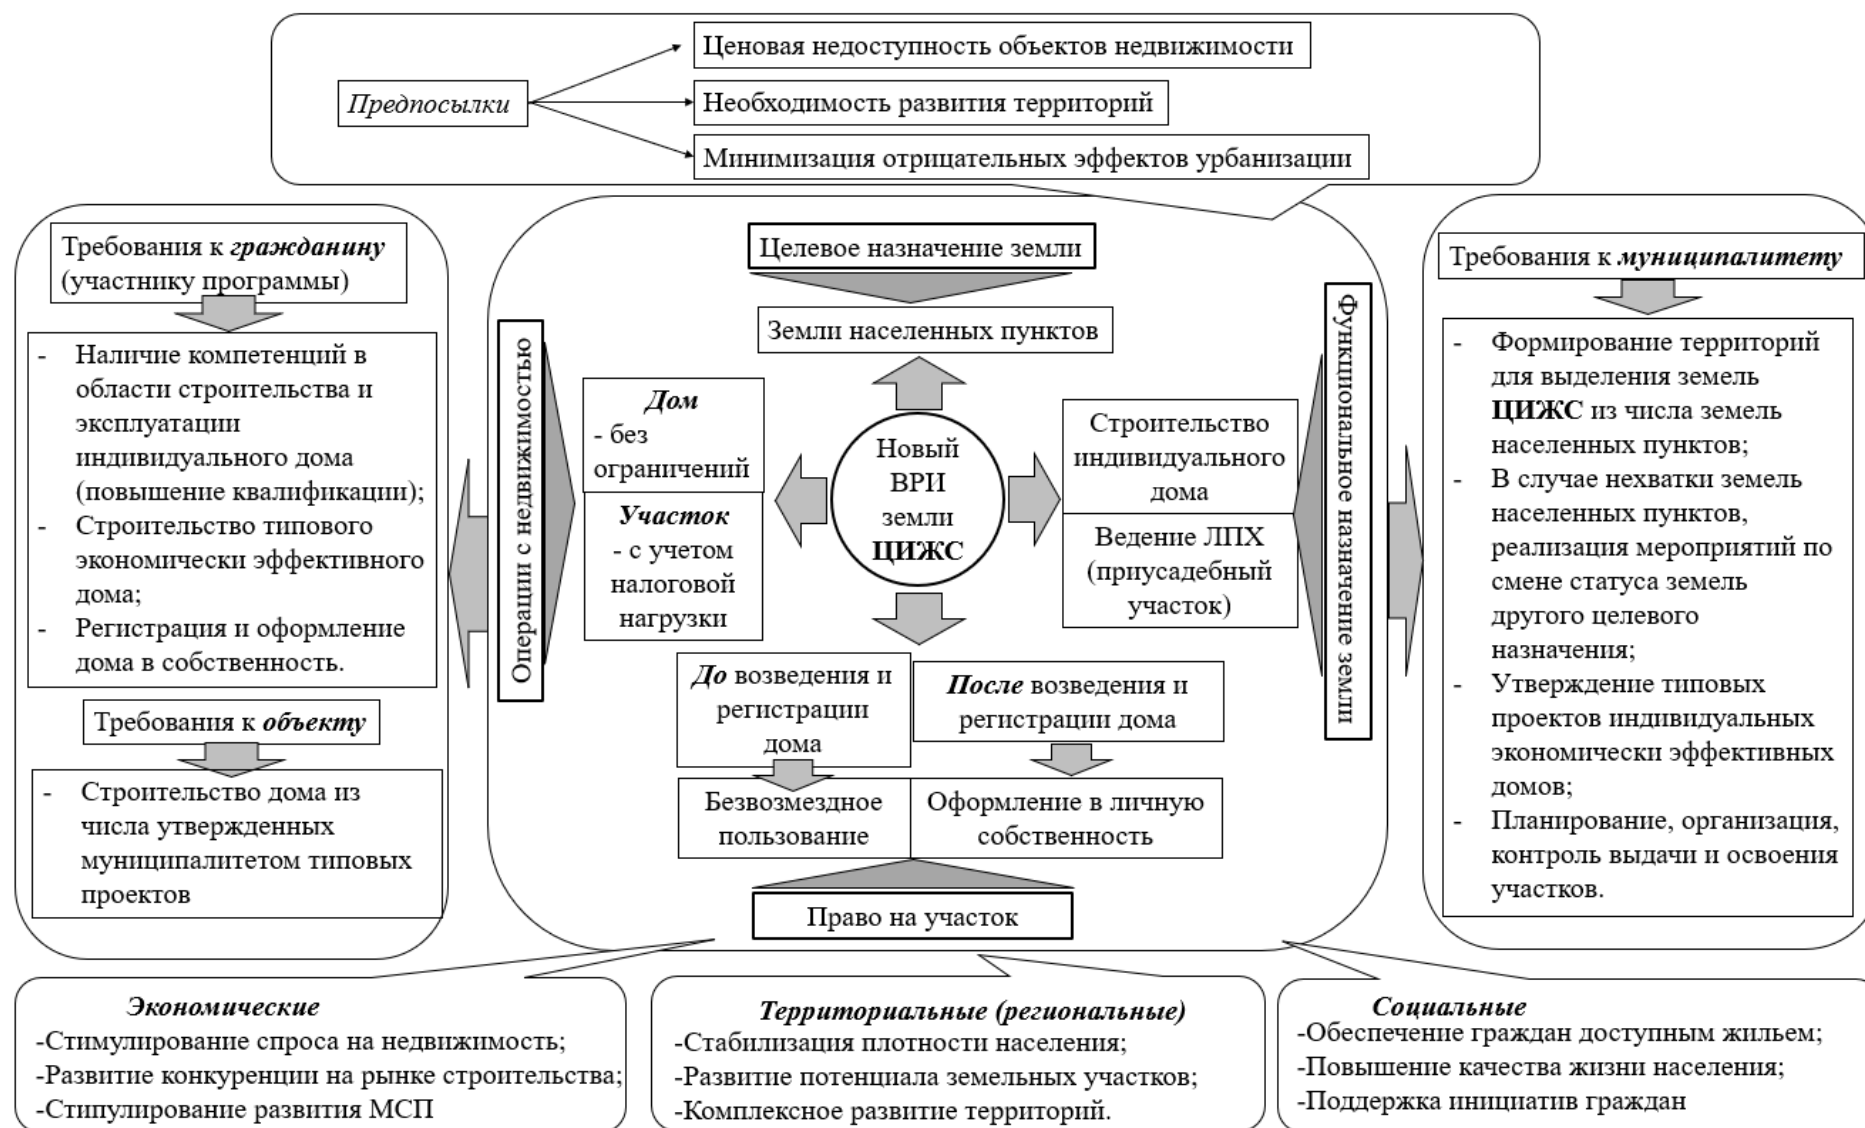 Предпосылки
Ценовая недоступность объектов недвижимости
Необходимость развития территорий
Минимизация отрицательных эффектов урбанизации
Требования к гражданину
(участнику программы)
- Наличие компетенций в
области строительства и
эксплуатации
индивидуального дома
(повышение квалификации);
- Строительство типового
экономически эффективного
дома;
- Регистрация и оформление
дома в собственность.
Требования к объекту
- Строительство дома из
числа утвержденных
муниципалитетом типовых
проектов
Операции с недвижимостью
Целевое назначение земли
Земли населенных пунктов
Дом
- без
ограничений
Участок
- с учетом
налоговой
нагрузки
Новый
ВРИ
земли
ЦИЖС
Строительство
индивидуального
дома
Ведение ЛПХ
(приусадебный
участок)
До возведения и
регистрации
дома
После возведения и
регистрации дома
Безвозмездное
пользование
Оформление в личную
собственность
Право на участок
Функциональное назначение земли
Требования к муниципалитету
- Формирование территорий
для выделения земель
ЦИЖС из числа земель
населенных пунктов;
- В случае нехватки земель
населенных пунктов,
реализация мероприятий по
смене статуса земель
другого целевого
назначения;
- Утверждение типовых
проектов индивидуальных
экономически эффективных
домов;
- Планирование, организация,
контроль выдачи и освоения
участков.
Экономические
-Стимулирование спроса на недвижимость;
-Развитие конкуренции на рынке строительства;
-Стипулирование развития МСП
Территориальные (региональные)
-Стабилизация плотности населения;
-Развитие потенциала земельных участков;
-Комплексное развитие территорий.
Социальные
-Обеспечение граждан доступным жильем;
-Повышение качества жизни населения;
-Поддержка инициатив граждан